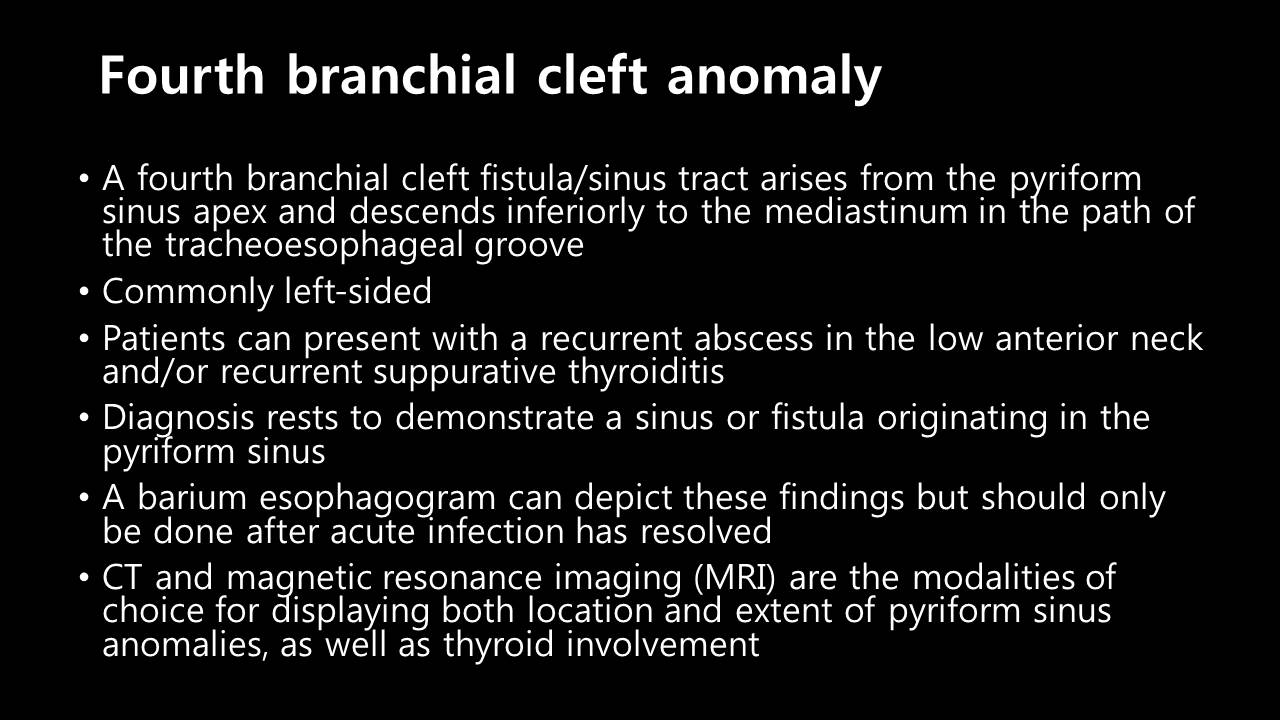 Fourth branchial cleft anomaly
• A fourth branchial cleft fistula/sinus tract arises from the pyriform
sinus apex and descends inferiorly to the mediastinum in the path of
the tracheoesophageal groove
• Commonly left-sided
• Patients can present with a recurrent abscess in the low anterior neck
and/or recurrent suppurative thyroiditis
• Diagnosis rests to demonstrate a sinus or fistula originating in the
pyriform sinus
• A barium esophagogram can depict these findings but should only
be done after acute infection has resolved
• CT and magnetic resonance imaging (MRI) are the modalities of
choice for displaying both location and extent of pyriform sinus
anomalies, as well as thyroid involvement